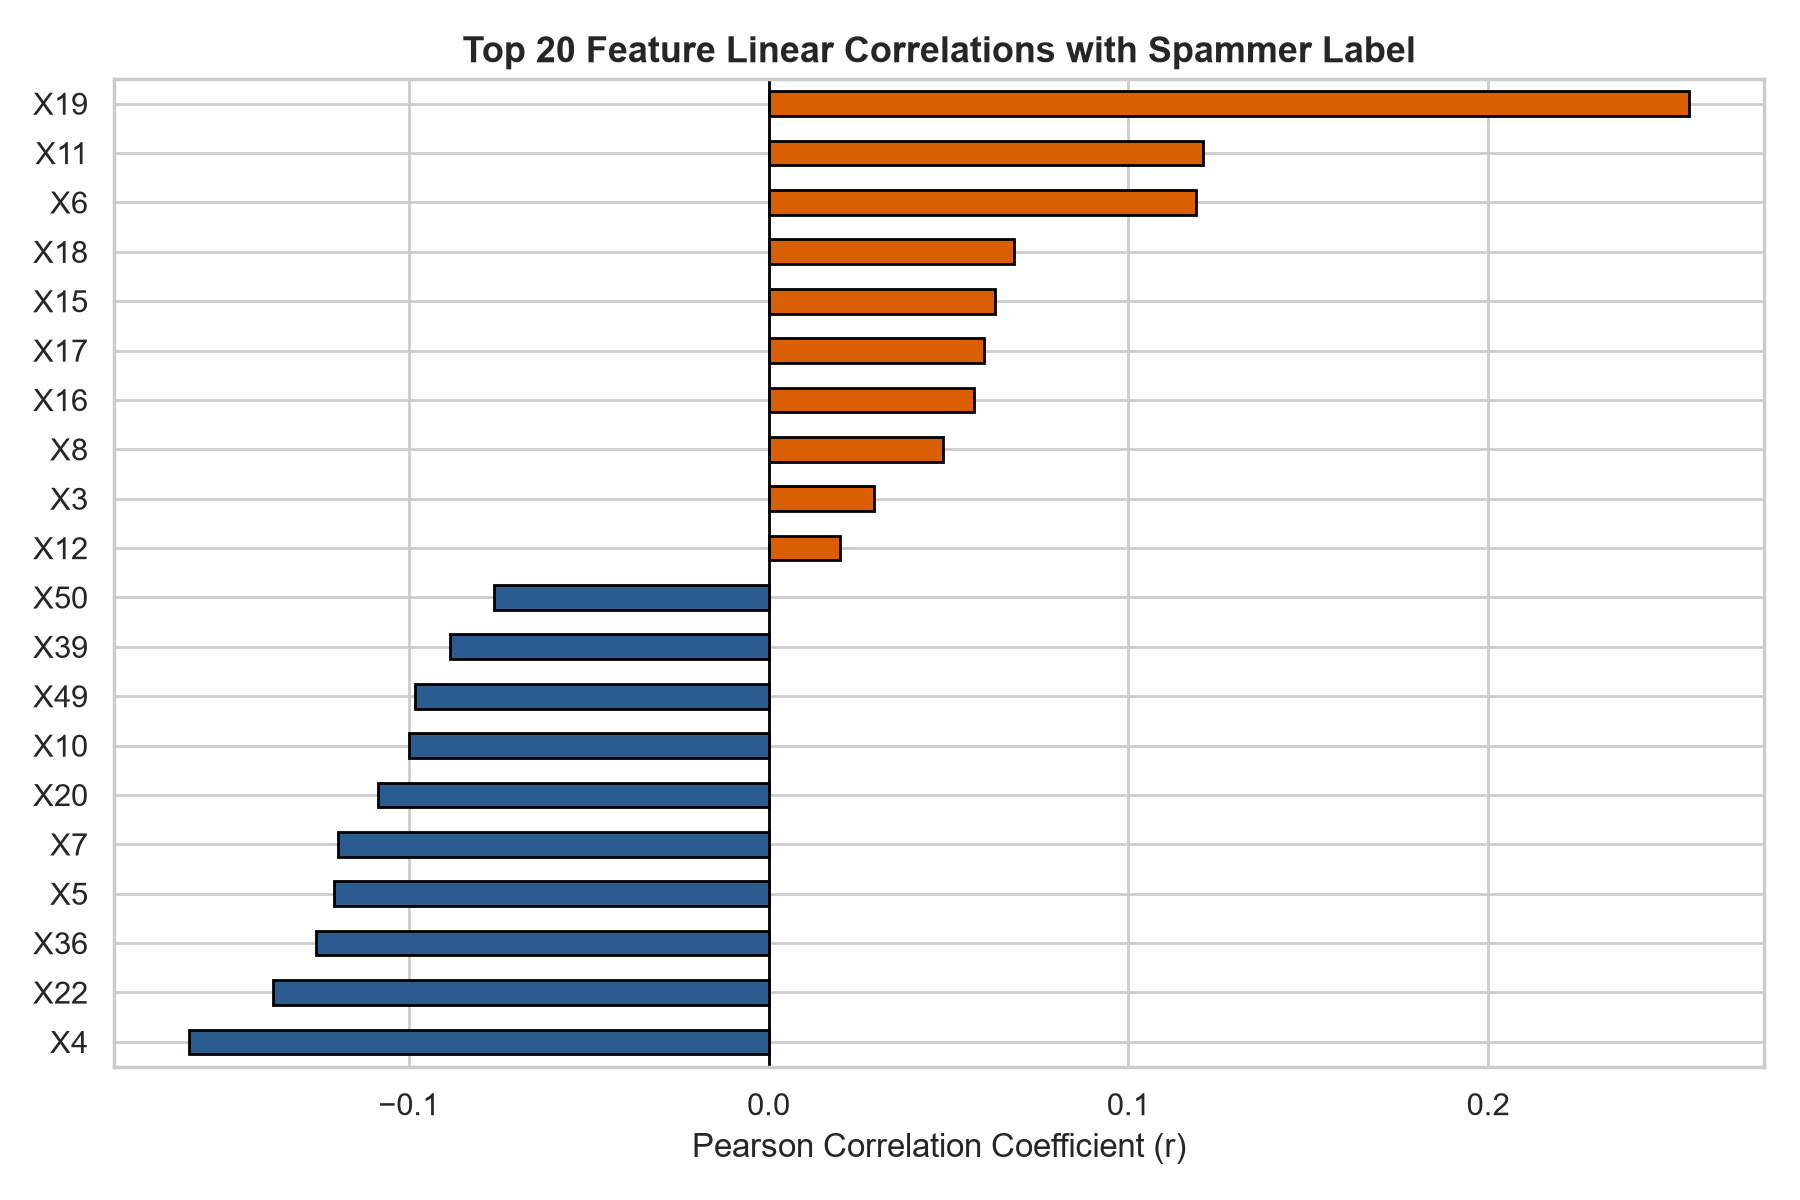 Top 20 Feature Linear Correlations with Spammer Label
X19
X11
X6
X18
X15
X17
X16
X8
X3
X12
X50
X39
X49
X10
X20
X7
X5
X36
X22
X4
−0.1 0.0 0.1 0.2
Pearson Correlation Coefficient (r)